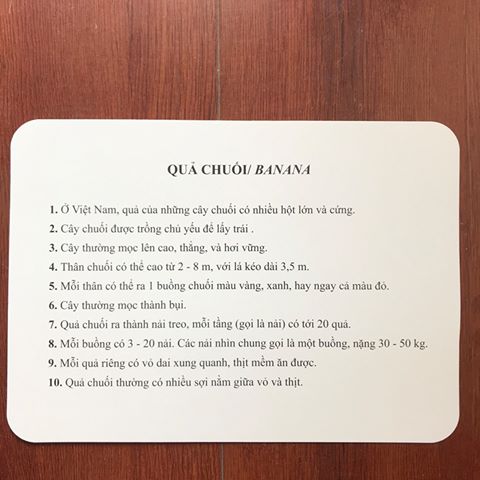 QUẢ CHUỐI/ BANANA
1. Ở Việt Nam, quả của những cây chuối có nhiều hột lớn và cứng.
2. Cây chuối được trồng chủ yếu để lấy trái .
3. Cây thường mọc lên cao, thẳng, và hơi vững.
4. Thân chuối có thể cao từ 2 - 8 m, với lá kéo dài 3,5 m.
5. Mỗi thân có thể ra 1 buồng chuối màu vàng, xanh, hay ngay cả màu đỏ.
6. Cây thường mọc thành bụi.
7. Quả chuối ra thành nải treo, mỗi tầng (gọi là nải) có tới 20 quả.
8. Mỗi buồng có 3 - 20 nải. Các nải nhìn chung gọi là một buồng, nặng 30 - 50 kg.
9. Mỗi quả riêng có vỏ dai xung quanh, thịt mềm ăn được.
10. Quả chuối thường có nhiều sợi nằm giữa vỏ và thịt.